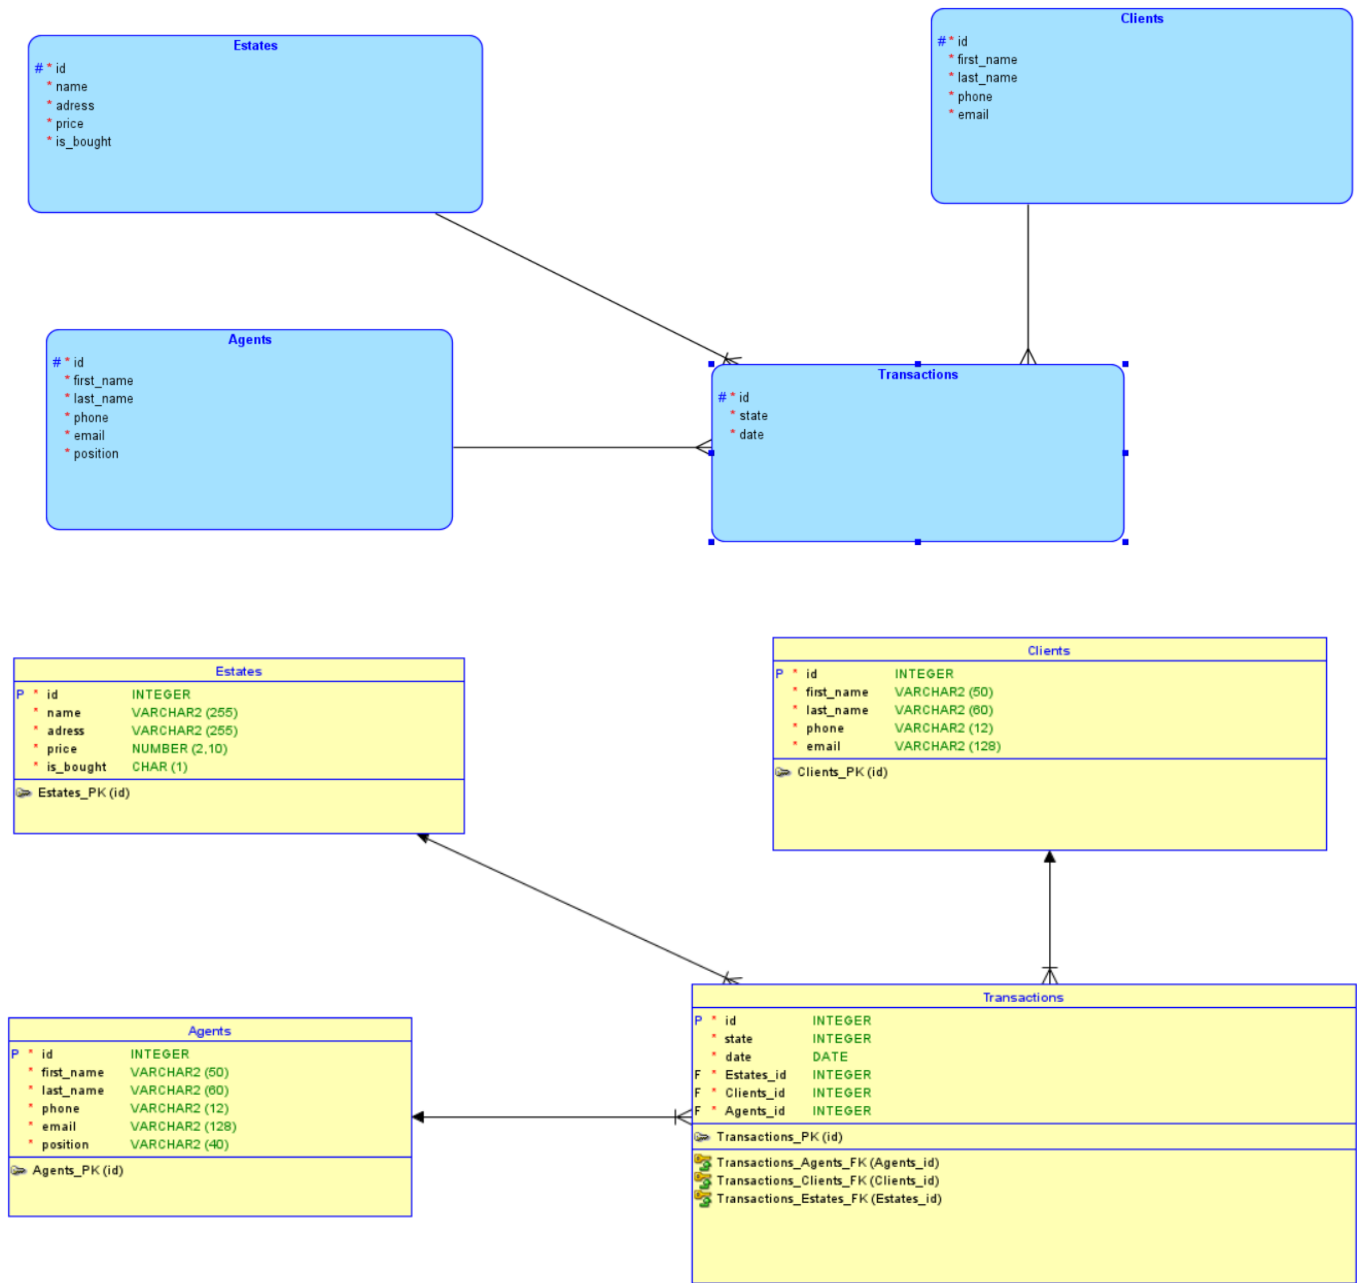 Estates
# * id
* name
* adress
* price
* is_bought
Clients
# * id
* first_name
* last_name
* phone
* email
Agents
# * id
* first_name
* last_name
* phone
* email
* position
Transactions
# * id
* state
* date
Estates
P * id INTEGER
* name VARCHAR2 (255)
* adress VARCHAR2 (255)
* price NUMBER (2,10)
* is_bought CHAR (1)
Estates_PK (id)
Clients
P * id INTEGER
* first_name VARCHAR2 (50)
* last_name VARCHAR2 (60)
* phone VARCHAR2 (12)
* email VARCHAR2 (128)
Clients_PK (id)
Agents
P * id INTEGER
* first_name VARCHAR2 (50)
* last_name VARCHAR2 (60)
* phone VARCHAR2 (12)
* email VARCHAR2 (128)
* position VARCHAR2 (40)
Agents_PK (id)
Transactions
P * id INTEGER
* state INTEGER
* date DATE
F * Estates_id INTEGER
F * Clients_id INTEGER
F * Agents_id INTEGER
Transactions_PK (id)
Transactions_Agents_FK (Agents_id)
Transactions_Clients_FK (Clients_id)
Transactions_Estates_FK (Estates_id)